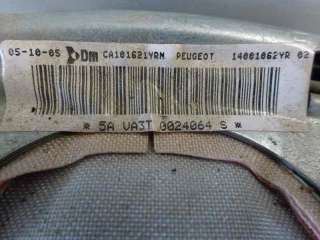 05-10-05 Dm CA101621YRM PEUGEOT 14001062YR 02
* 5A VA3T 0024064 S *